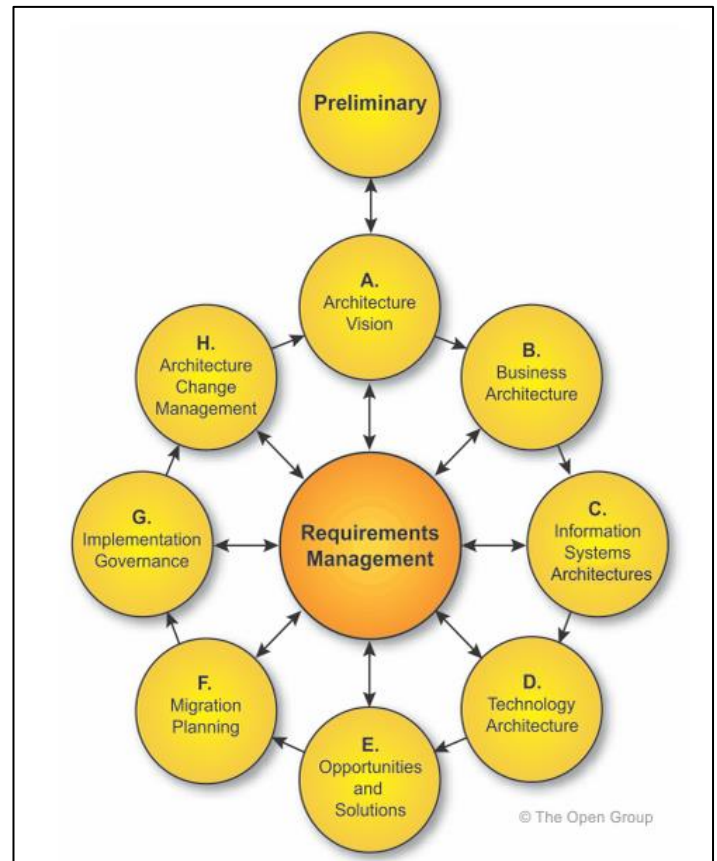 Preliminary
A.
Architecture
Vision
B.
Business
Architecture
C.
Information
Systems
Architectures
D.
Technology
Architecture
E.
Opportunities
and
Solutions
F.
Migration
Planning
G.
Implementation
Governance
H.
Architecture
Change
Management
Requirements
Management
© The Open Group